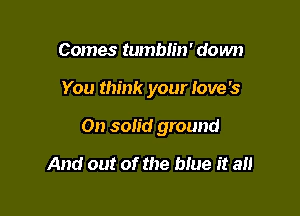 Comes tumblin' down
You think your love's
On solid ground
And out of the blue it all